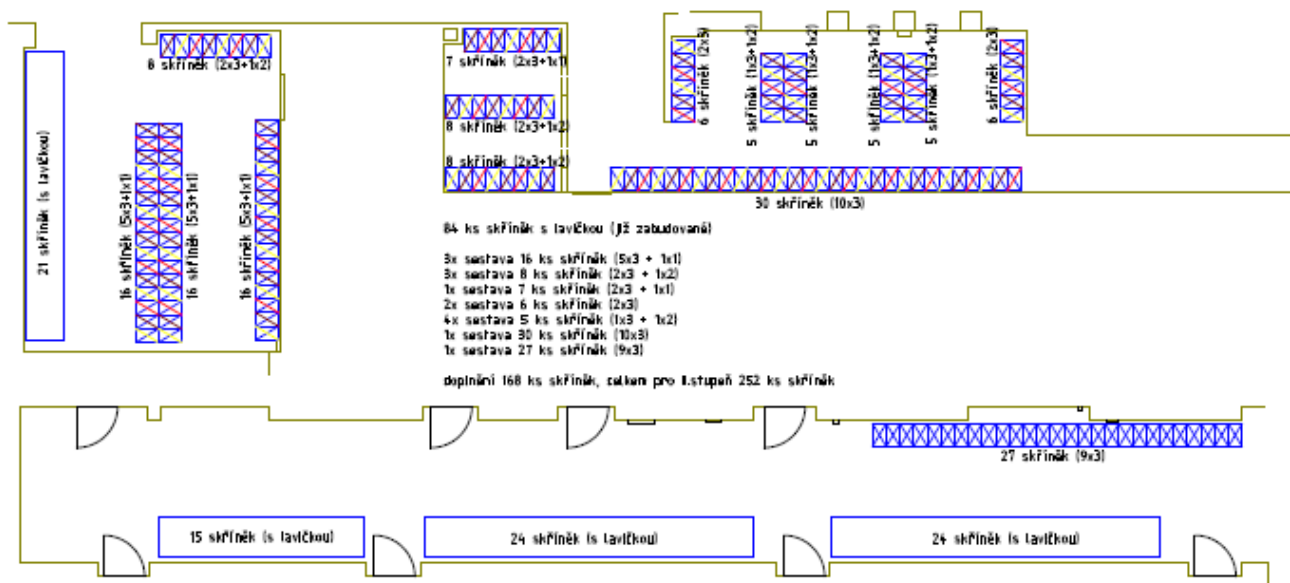 8 skříněk (2x3+1x2)
7 skříněk (2x3+1x1)
8 skříněk (2x3+1x2)
8 skříněk (2x3+1x2)
6 skříněk (2x3)
5 skříněk (1x3+1x2)
5 skříněk (1x3+1x2)
5 skříněk (1x3+1x2)
5 skříněk (1x3+1x2)
6 skříněk (2x3)
30 skříněk (10x3)
21 skříněk (s lavičkou)
16 skříněk (5x3+1x1)
16 skříněk (5x3+1x1)
16 skříněk (5x3+1x1)
84 ks skříněk s lavičkou (již zabudované)
3x sestava 16 ks skříněk (5x3 + 1x1)
3x sestava 8 ks skříněk (2x3 + 1x2)
1x sestava 7 ks skříněk (2x3 + 1x1)
2x sestava 6 ks skříněk (2x3)
4x sestava 5 ks skříněk (1x3 + 1x2)
1x sestava 30 ks skříněk (10x3)
1x sestava 27 ks skříněk (9x3)
doplnění 168 ks skříněk, celkem pro II.stupeň 252 ks skříněk
27 skříněk (9x3)
15 skříněk (s lavičkou)
24 skříněk (s lavičkou)
24 skříněk (s lavičkou)